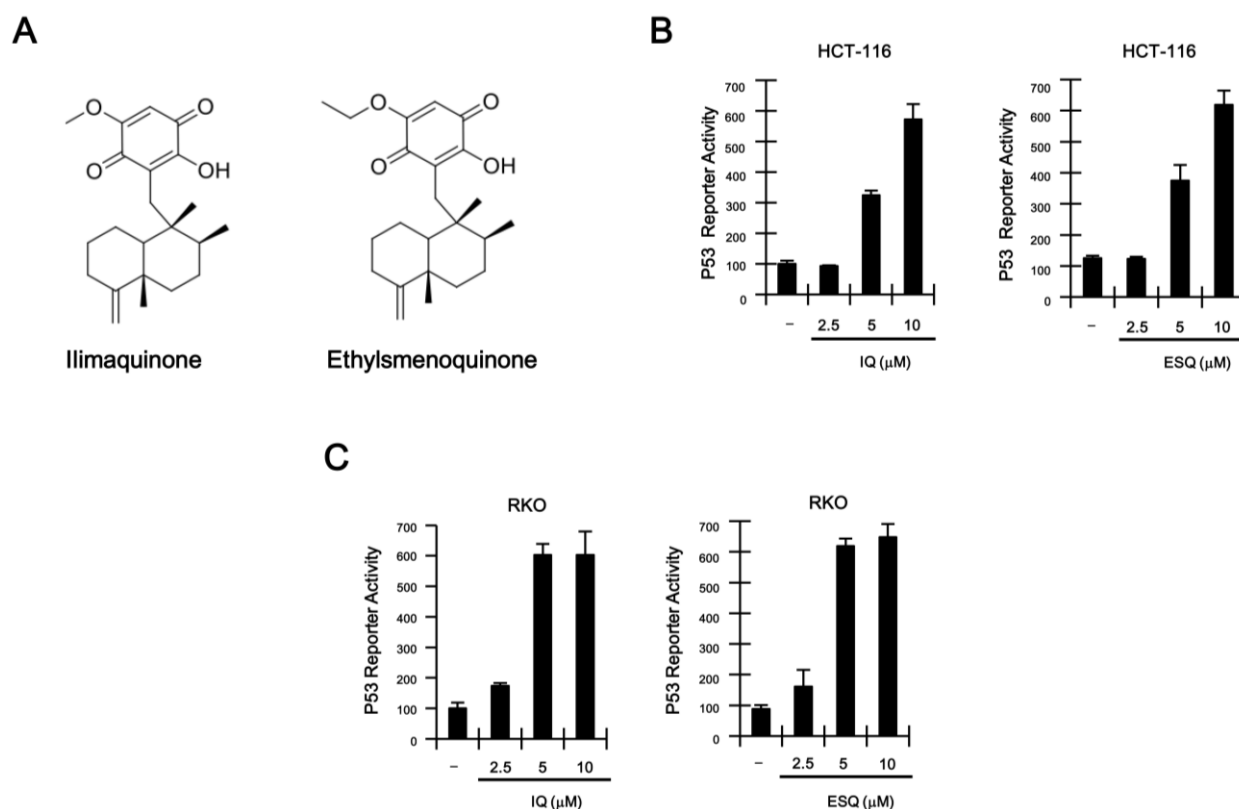 A
O
O
O
OH
Ilimaquinone
O
O
O
OH
Ethylsmenoquinone
B
HCT-116
P53 Reporter Activity
700
600
500
400
300
200
100
0
– 2.5 5 10
IQ (μM)
HCT-116
P53 Reporter Activity
700
600
500
400
300
200
100
0
– 2.5 5 10
ESQ (μM)
C
RKO
P53 Reporter Activity
700
600
500
400
300
200
100
0
– 2.5 5 10
IQ (μM)
RKO
P53 Reporter Activity
700
600
500
400
300
200
100
0
– 2.5 5 10
ESQ (μM)